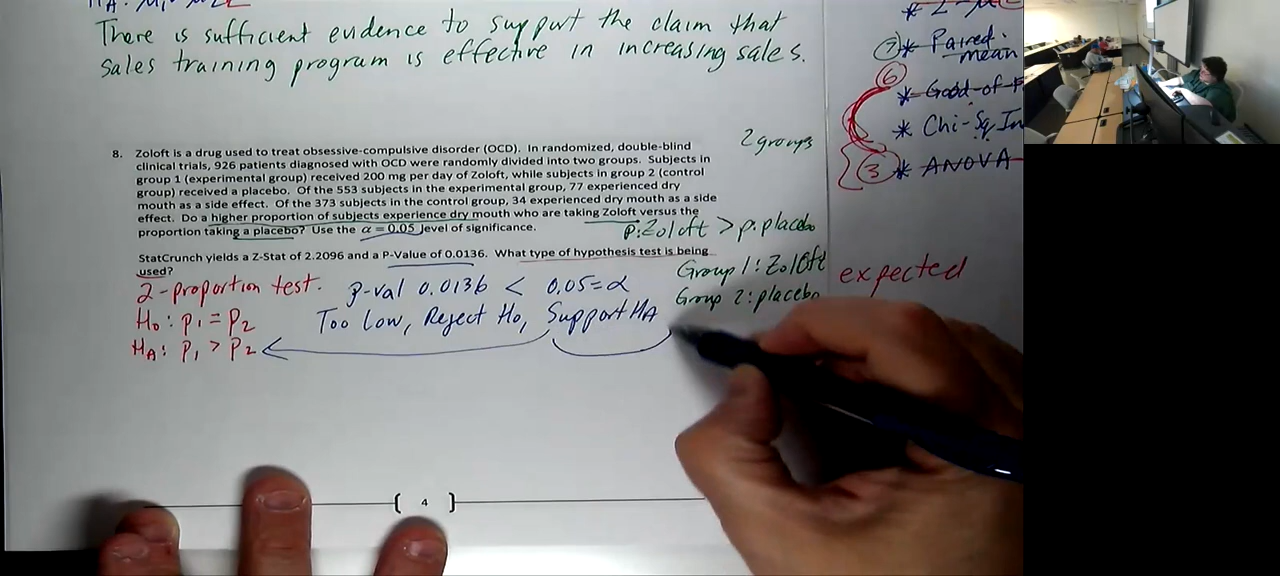 There is sufficient evidence to support the claim that
sales training program is effective in increasing sales.
2 groups
8. Zoloft is a drug used to treat obsessive-compulsive disorder (OCD). In randomized, double-blind
clinical trials, 926 patients diagnosed with OCD were randomly divided into two groups. Subjects in
group 1 (experimental group) received 200 mg per day of Zoloft, while subjects in group 2 (control
group) received a placebo. Of the 553 subjects in the experimental group, 77 experienced dry
mouth as a side effect. Of the 373 subjects in the control group, 34 experienced dry mouth as a side
effect. Do a higher proportion of subjects experience dry mouth who are taking Zoloft versus the
proportion taking a placebo? Use the α = 0.05 level of significance.
p:Zoloft > p:placebo
StatCrunch yields a Z-Stat of 2.2096 and a P-Value of 0.0136. What type of hypothesis test is being
used?
Group 1: Zoloft
Group 2: placebo
2-proportion test.
p-val 0.0136 < 0.05=α
H₀: p₁ = p₂
Too low, Reject H₀, Support HA
HA: p₁ > p₂
{ 4 }
⑦* Paired
mean
⑥
* Chi-Sq In
③* ANOVA
expected